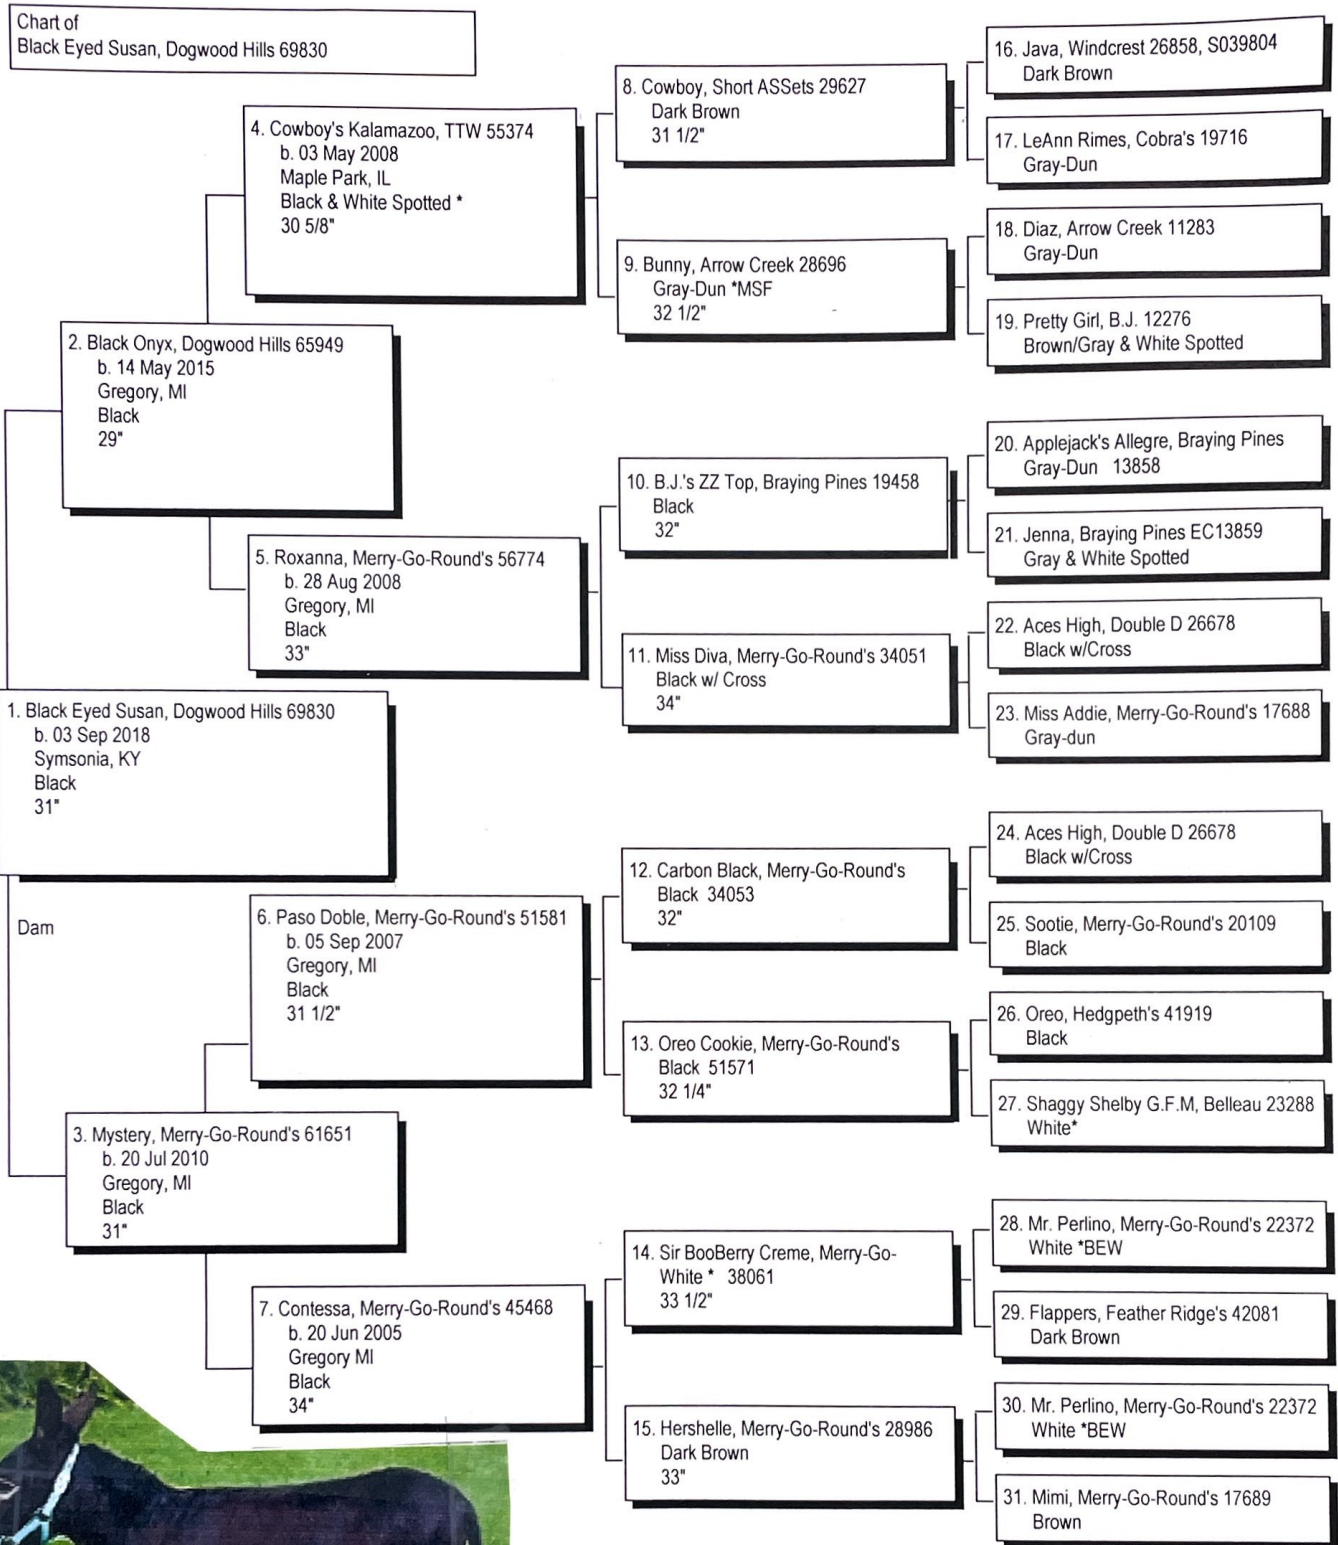 Chart of
Black Eyed Susan, Dogwood Hills 69830
1. Black Eyed Susan, Dogwood Hills 69830
b. 03 Sep 2018
Symsonia, KY
Black
31"
Dam
2. Black Onyx, Dogwood Hills 65949
b. 14 May 2015
Gregory, MI
Black
29"
3. Mystery, Merry-Go-Round's 61651
b. 20 Jul 2010
Gregory, MI
Black
31"
4. Cowboy's Kalamazoo, TTW 55374
b. 03 May 2008
Maple Park, IL
Black & White Spotted *
30 5/8"
5. Roxanna, Merry-Go-Round's 56774
b. 28 Aug 2008
Gregory, MI
Black
33"
6. Paso Doble, Merry-Go-Round's 51581
b. 05 Sep 2007
Gregory, MI
Black
31 1/2"
7. Contessa, Merry-Go-Round's 45468
b. 20 Jun 2005
Gregory MI
Black
34"
8. Cowboy, Short ASSets 29627
Dark Brown
31 1/2"
9. Bunny, Arrow Creek 28696
Gray-Dun *MSF
32 1/2"
10. B.J.'s ZZ Top, Braying Pines 19458
Black
32"
11. Miss Diva, Merry-Go-Round's 34051
Black w/ Cross
34"
12. Carbon Black, Merry-Go-Round's
Black 34053
32"
13. Oreo Cookie, Merry-Go-Round's
Black 51571
32 1/4"
14. Sir BooBerry Creme, Merry-Go-
White * 38061
33 1/2"
15. Hershelle, Merry-Go-Round's 28986
Dark Brown
33"
16. Java, Windcrest 26858, S039804
Dark Brown
17. LeAnn Rimes, Cobra's 19716
Gray-Dun
18. Diaz, Arrow Creek 11283
Gray-Dun
19. Pretty Girl, B.J. 12276
Brown/Gray & White Spotted
20. Applejack's Allegre, Braying Pines
Gray-Dun 13858
21. Jenna, Braying Pines EC13859
Gray & White Spotted
22. Aces High, Double D 26678
Black w/Cross
23. Miss Addie, Merry-Go-Round's 17688
Gray-dun
24. Aces High, Double D 26678
Black w/Cross
25. Sootie, Merry-Go-Round's 20109
Black
26. Oreo, Hedgpeth's 41919
Black
27. Shaggy Shelby G.F.M, Belleau 23288
White*
28. Mr. Perlino, Merry-Go-Round's 22372
White *BEW
29. Flappers, Feather Ridge's 42081
Dark Brown
30. Mr. Perlino, Merry-Go-Round's 22372
White *BEW
31. Mimi, Merry-Go-Round's 17689
Brown